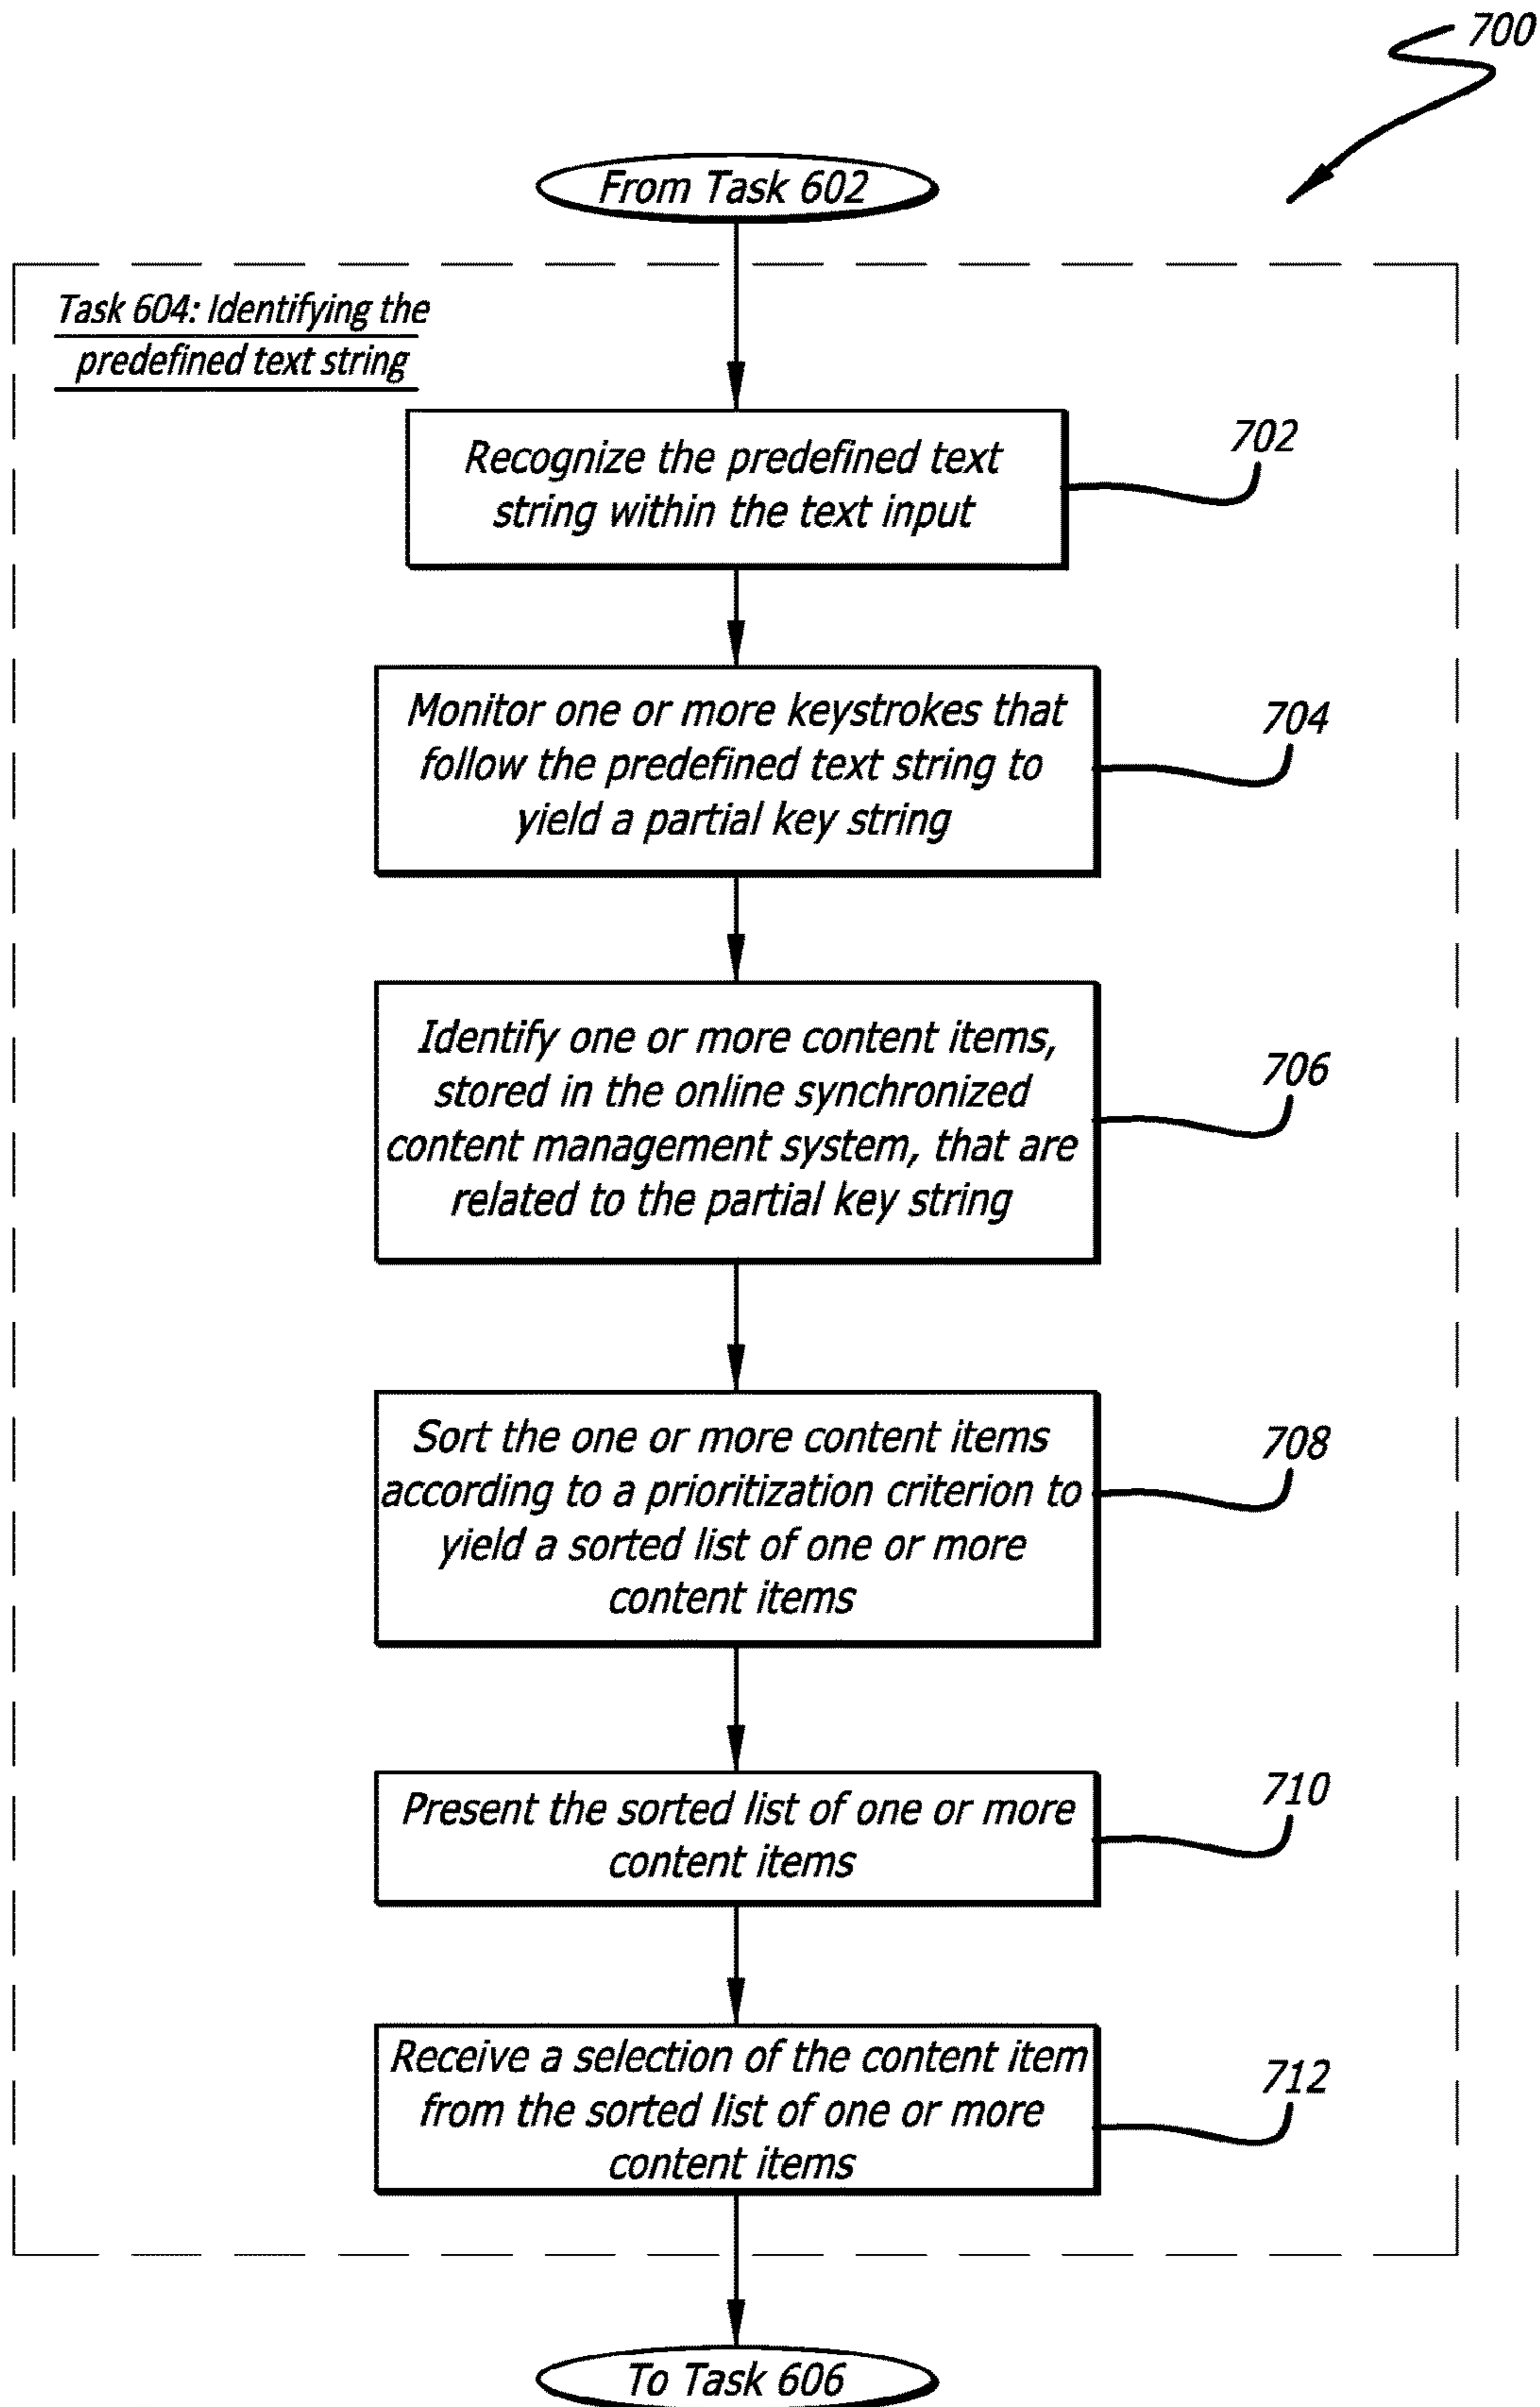 700
From Task 602
Task 604: Identifying the
predefined text string
Recognize the predefined text
string within the text input
702
Monitor one or more keystrokes that
follow the predefined text string to
yield a partial key string
704
Identify one or more content items,
stored in the online synchronized
content management system, that are
related to the partial key string
706
Sort the one or more content items
according to a prioritization criterion to
yield a sorted list of one or more
content items
708
Present the sorted list of one or more
content items
710
Receive a selection of the content item
from the sorted list of one or more
content items
712
To Task 606